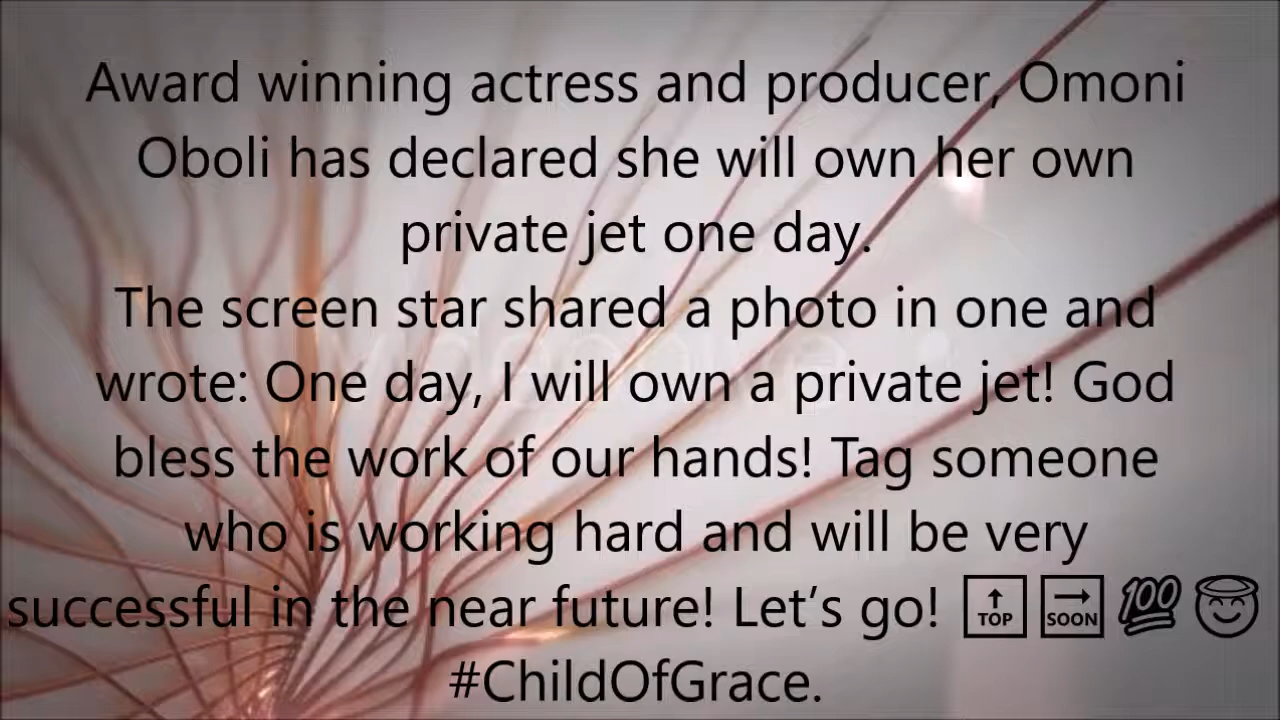 Award winning actress and producer, Omoni
Oboli has declared she will own her own
private jet one day.
The screen star shared a photo in one and
wrote: One day, I will own a private jet! God
bless the work of our hands! Tag someone
who is working hard and will be very
successful in the near future! Let’s go! 🔝🔜💯😇
#ChildOfGrace.